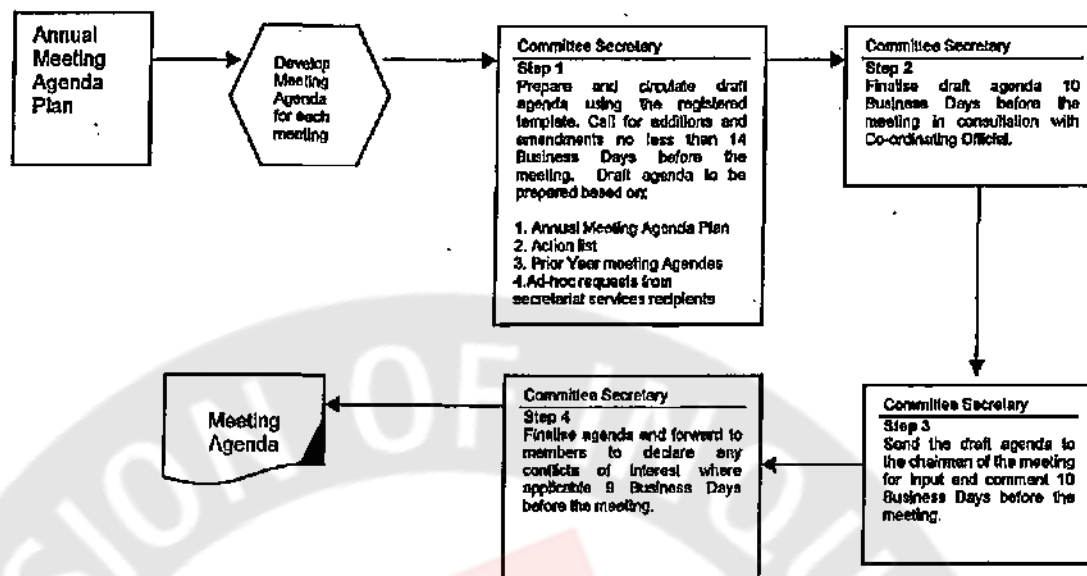 Annual
Meeting
Agenda
Plan
Develop
Meeting
Agenda
for each
meeting
Committee Secretary
Step 1
Prepare and circulate draft
agenda using the registered
template. Call for additions and
amendments no less than 14
Business Days before the
meeting. Draft agenda to be
prepared based on;
1. Annual Meeting Agenda Plan
2. Action list
3. Prior Year meeting Agendas
4.Ad-hoc requests from
secretariat services recipients
Committee Secretary
Step 2
Finalise draft agenda 10
Business Days before the
meeting in consultation with
Co-ordinating Official.
Committee Secretary
Step 3
Send the draft agenda to
the chairman of the meeting
for input and comment 10
Business Days before the
meeting.
Committee Secretary
Step 4
Finalise agenda and forward to
members to declare any
conflicts of interest where
applicable 9 Business Days
before the meeting.
Meeting
Agenda
SION OF